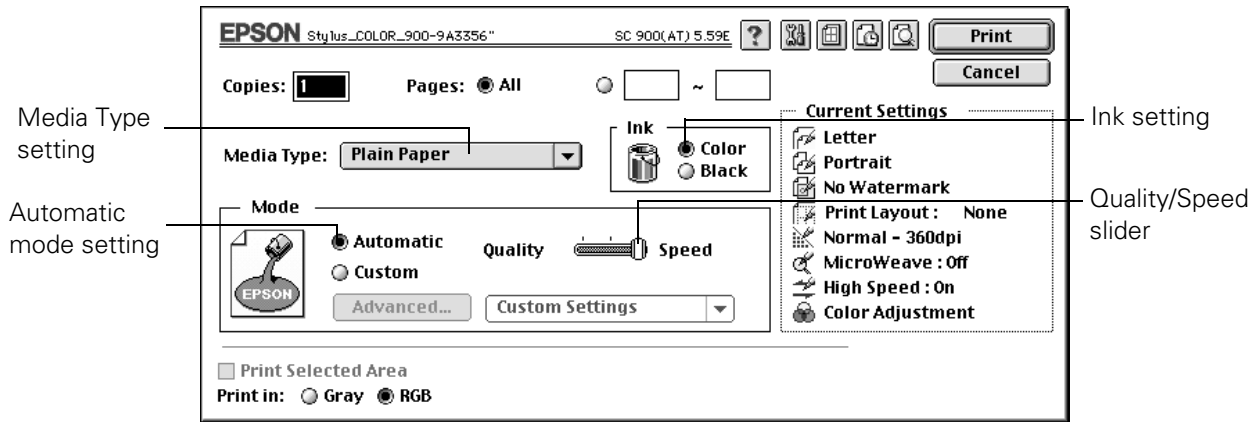 EPSON Stylus_COLOR_900-9A3356" SC 900(AT) 5.59E ? Print
Cancel
Copies: 1 Pages: All ~
Media Type
setting
Media Type: Plain Paper
Ink
Color
Black
Ink setting
Current Settings
Letter
Portrait
No Watermark
Print Layout : None
Normal - 360dpi
MicroWeave : Off
High Speed : On
Color Adjustment
Quality/Speed
slider
Automatic
mode setting
Mode
EPSON
Automatic Quality Speed
Custom
Advanced... Custom Settings
Print Selected Area
Print in: Gray RGB